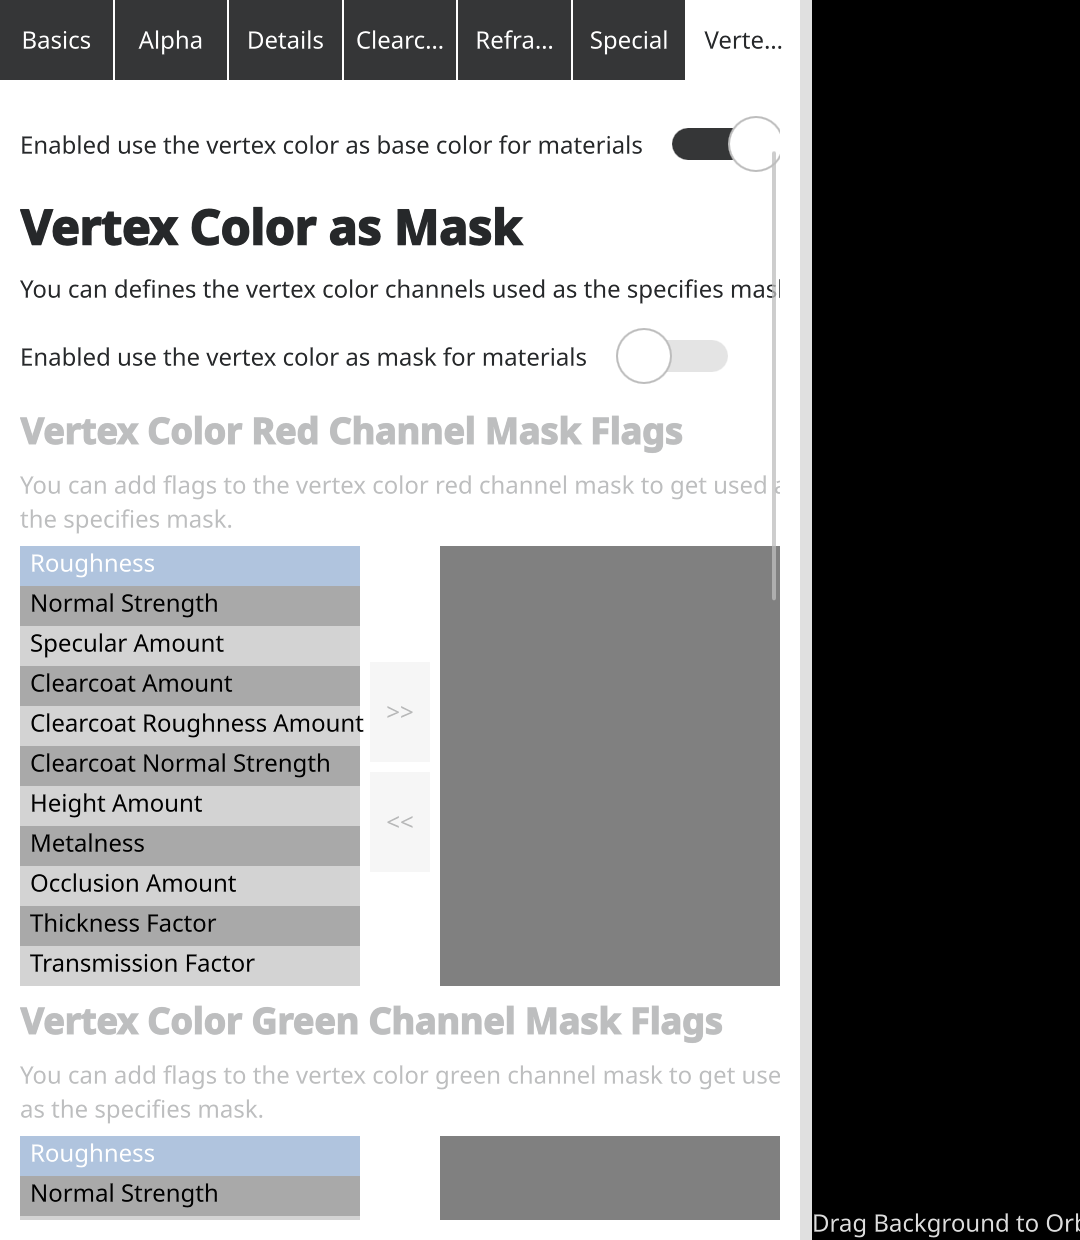 Basics
Alpha
Details
Clearc...
Refra...
Special
Verte...
Enabled use the vertex color as base color for materials
Vertex Color as Mask
You can defines the vertex color channels used as the specifies
Enabled use the vertex color as mask for materials
Vertex Color Red Channel Mask Flags
You can add flags to the vertex color red channel mask to get used
the specifies mask.
Roughness
Normal Strength
Specular Amount
Clearcoat Amount
Clearcoat Roughness Amount
Clearcoat Normal Strength
Height Amount
Metalness
Occlusion Amount
Thickness Factor
Transmission Factor
>>
<<
Vertex Color Green Channel Mask Flags
You can add flags to the vertex color green channel mask to get use
as the specifies mask.
Roughness
Normal Strength
Drag Background to